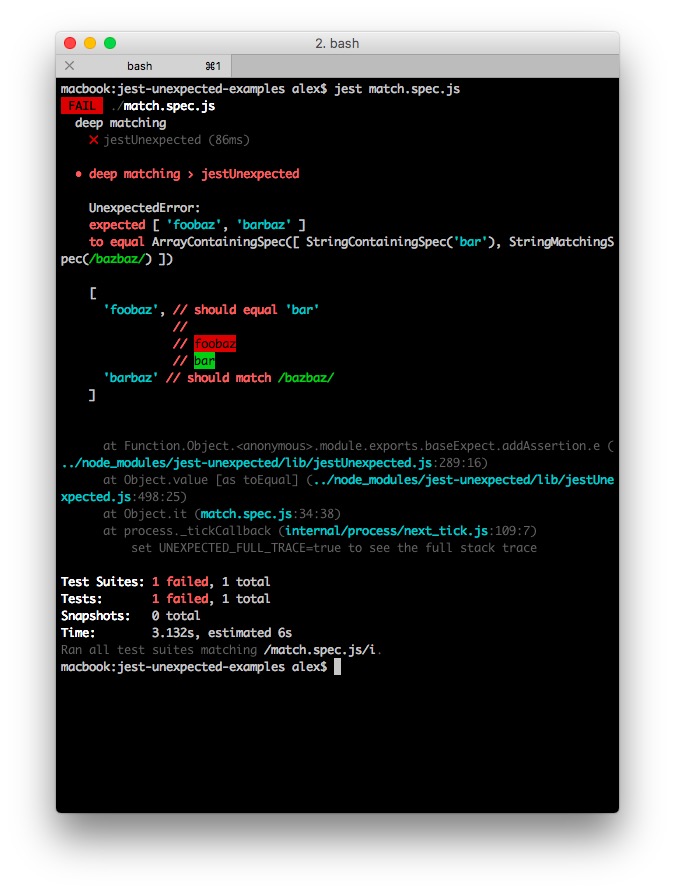 2. bash
bash ⌘1
macbook:jest-unexpected-examples alex$ jest match.spec.js
FAIL ./match.spec.js
deep matching
✕ jestUnexpected (86ms)
● deep matching › jestUnexpected
UnexpectedError:
expected [ 'foobaz', 'barbaz' ]
to equal ArrayContainingSpec([ StringContainingSpec('bar'), StringMatchingS
pec(/bazbaz/) ])
[
'foobaz', // should equal 'bar'
//
// foobaz
// bar
'barbaz' // should match /bazbaz/
]
at Function.Object.<anonymous>.module.exports.baseExpect.addAssertion.e (
../node_modules/jest-unexpected/lib/jestUnexpected.js:289:16)
at Object.value [as toEqual] (../node_modules/jest-unexpected/lib/jestUne
xpected.js:498:25)
at Object.it (match.spec.js:34:38)
at process._tickCallback (internal/process/next_tick.js:109:7)
set UNEXPECTED_FULL_TRACE=true to see the full stack trace
Test Suites: 1 failed, 1 total
Tests: 1 failed, 1 total
Snapshots: 0 total
Time: 3.132s, estimated 6s
Ran all test suites matching /match.spec.js/i.
macbook:jest-unexpected-examples alex$